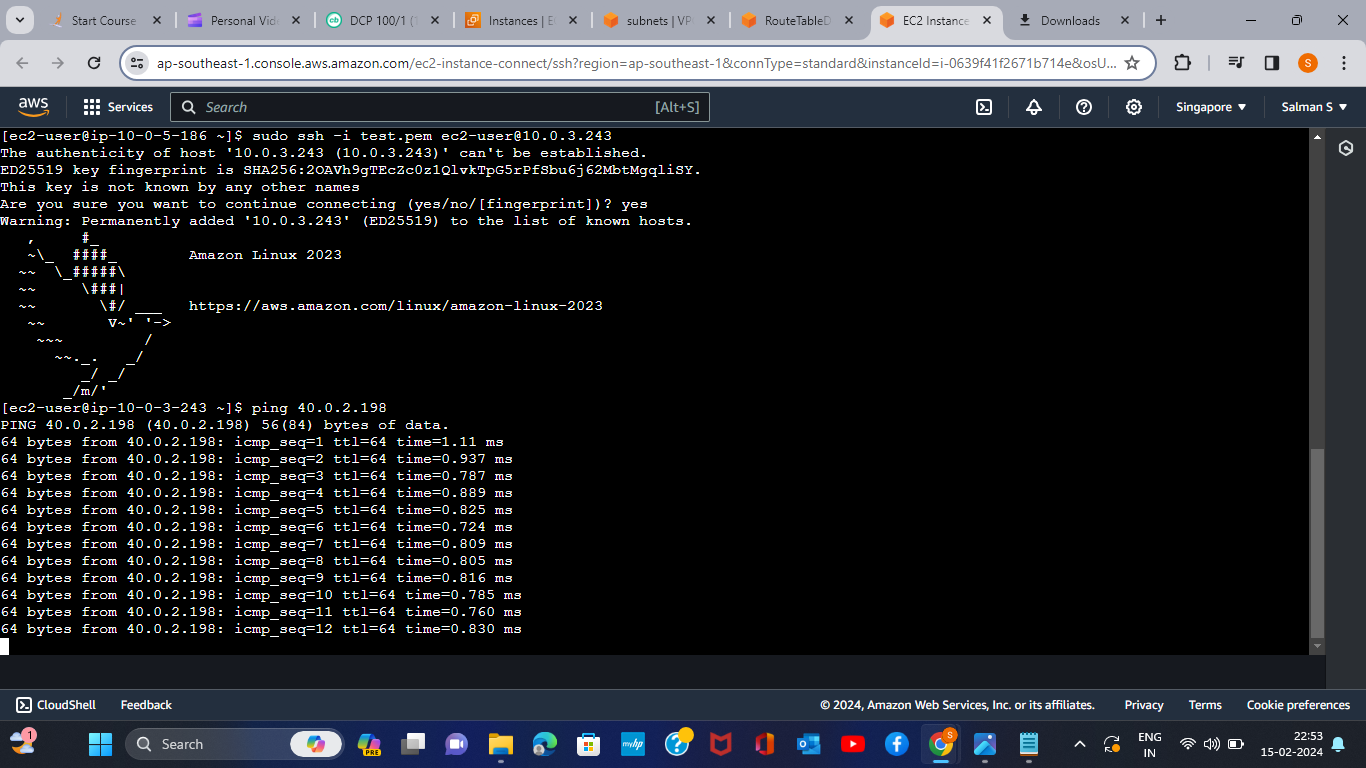 Start Course
Personal Vid
DCP 100/1 (
Instances | E
subnets | VP
RouteTableD
EC2 Instance
Downloads
ap-southeast-1.console.aws.amazon.com/ec2-instance-connect/ssh?region=ap-southeast-1&connType=standard&instanceId=i-0639f41f2671b714e&osU...
S
aws
Services
Search
[Alt+S]
Singapore
Salman S
[ec2-user@ip-10-0-5-186 ~]$ sudo ssh -i test.pem ec2-user@10.0.3.243
The authenticity of host '10.0.3.243 (10.0.3.243)' can't be established.
ED25519 key fingerprint is SHA256:2OAVh9gTEcZc0z1QlvkTpG5rPfSbu6j62MbtMgqliSY.
This key is not known by any other names
Are you sure you want to continue connecting (yes/no/[fingerprint])? yes
Warning: Permanently added '10.0.3.243' (ED25519) to the list of known hosts.
   ,     #_
   ~\_  ####_        Amazon Linux 2023
  ~~  \_#####\
  ~~     \###|
  ~~       \#/ ___   https://aws.amazon.com/linux/amazon-linux-2023
   ~~       V~' '->
    ~~~         /
      ~~._.   _/
         _/ _/
       _/m/'
[ec2-user@ip-10-0-3-243 ~]$ ping 40.0.2.198
PING 40.0.2.198 (40.0.2.198) 56(84) bytes of data.
64 bytes from 40.0.2.198: icmp_seq=1 ttl=64 time=1.11 ms
64 bytes from 40.0.2.198: icmp_seq=2 ttl=64 time=0.937 ms
64 bytes from 40.0.2.198: icmp_seq=3 ttl=64 time=0.787 ms
64 bytes from 40.0.2.198: icmp_seq=4 ttl=64 time=0.889 ms
64 bytes from 40.0.2.198: icmp_seq=5 ttl=64 time=0.825 ms
64 bytes from 40.0.2.198: icmp_seq=6 ttl=64 time=0.724 ms
64 bytes from 40.0.2.198: icmp_seq=7 ttl=64 time=0.809 ms
64 bytes from 40.0.2.198: icmp_seq=8 ttl=64 time=0.805 ms
64 bytes from 40.0.2.198: icmp_seq=9 ttl=64 time=0.816 ms
64 bytes from 40.0.2.198: icmp_seq=10 ttl=64 time=0.785 ms
64 bytes from 40.0.2.198: icmp_seq=11 ttl=64 time=0.760 ms
64 bytes from 40.0.2.198: icmp_seq=12 ttl=64 time=0.830 ms
CloudShell
Feedback
© 2024, Amazon Web Services, Inc. or its affiliates.
Privacy
Terms
Cookie preferences
1
Search
PRE
myhp
S
ENG
IN
22:53
15-02-2024